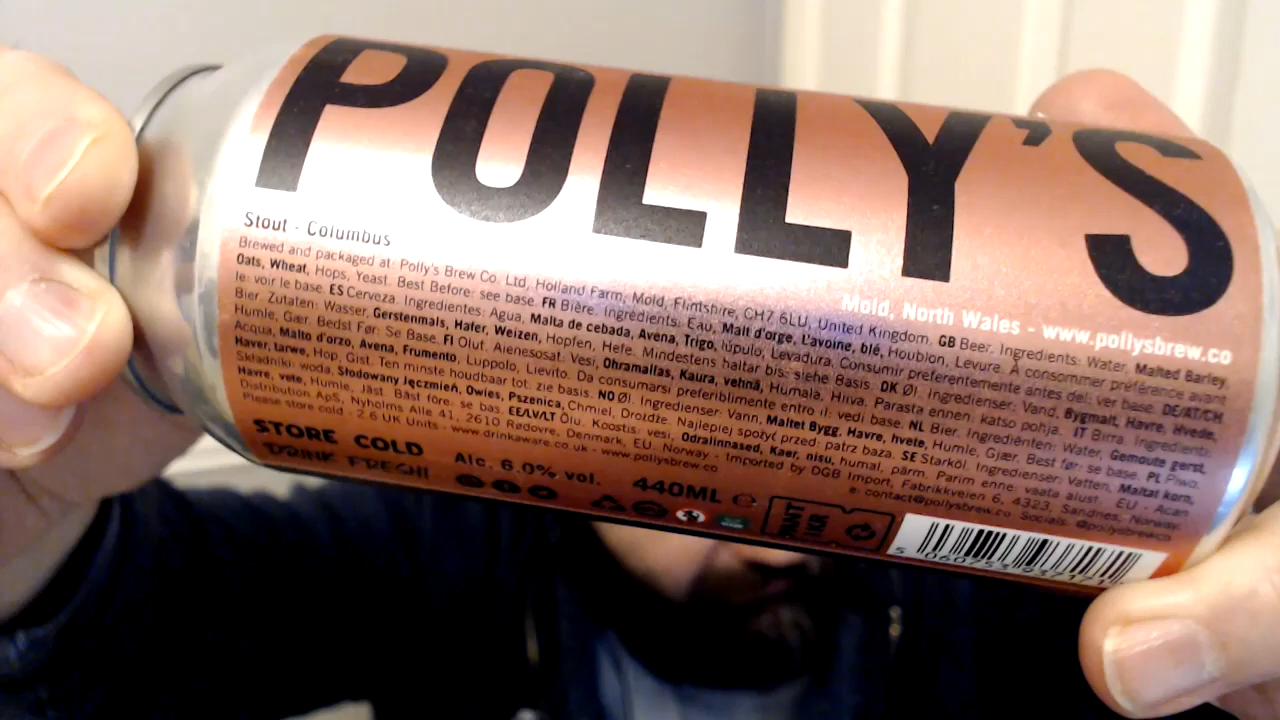 POLLY'S
Stout - Columbus
Mold, North Wales - www.pollysbrew.co
Brewed and packaged at: Polly's Brew Co. Ltd, Holland Farm, Mold, Flintshire, CH7 6LU, United Kingdom. GB Beer. Ingredients: Water, Malted Barley,
Oats, Wheat, Hops, Yeast. Best Before: see base. FR Bière. Ingrédients: Eau, Malt d'orge, L'avoine, blé, Houblon, Levure. À consommer préférence avant
le: voir le base. ES Cerveza. Ingredientes: Agua, Malta de cebada, Avena, Trigo, lúpulo, Levadura. Consumir preferentemente antes del: ver base. DE/AT/CH
Bier. Zutaten: Wasser, Gerstenmals, Hafer, Weizen, Hopfen, Hefe. Mindestens haltar bis: siehe Basis. DK Øl. Ingredienser: Vand, Bygmalt, Havre, Hvede,
Humle, Gær. Bedst Før: Se Base. FI Olut. Ainesosat: Vesi, Ohramallas, Kaura, vehnä, Humala, Hiiva. Parasta ennen: katso pohja. IT Birra. Ingredienti:
Acqua, Malto d'orzo, Avena, Frumento, Luppolo, Lievito. Da consumarsi preferiblimente entro il: vedi base. NL Bier. Ingrediënten: Water, Gemoute gerst,
Haver, tarwe, Hop, Gist. Ten minste houdbaar tot: zie basis. NO Øl. Ingredienser: Vann, Maltet Bygg, Havre, hvete, Humle, Gjær. Best før: se base. PL Piwo.
Składniki: woda, Słodowany Jęczmień, Owies, Pszenica, Chmiel, Drożdże. Najlepiej spożyć przed: patrz baza. SE Starköl. Ingredienser: Vatten, Maltat korn,
Havre, vete, Humle, Jäst. Bäst före: se bas. EE/LV/LT Õlu. Koostis: vesi, Odralinnased, Kaer, nisu, humal, pärm. Parim enne: vaata alust. EU - Acan
Distribution ApS, Nyholms Alle 41, 2610 Rødovre, Denmark, EU. Norway - Imported by DGB Import, Fabrikkveien 6, 4323, Sandnes, Norway.
Please store cold · 2.6 UK Units - www.drinkaware.co.uk - www.pollysbrew.co e: contact@pollysbrew.co Socials: @pollysbrewco
STORE COLD
DRINK FRESH!
Alc. 6.0% vol.
440ML e